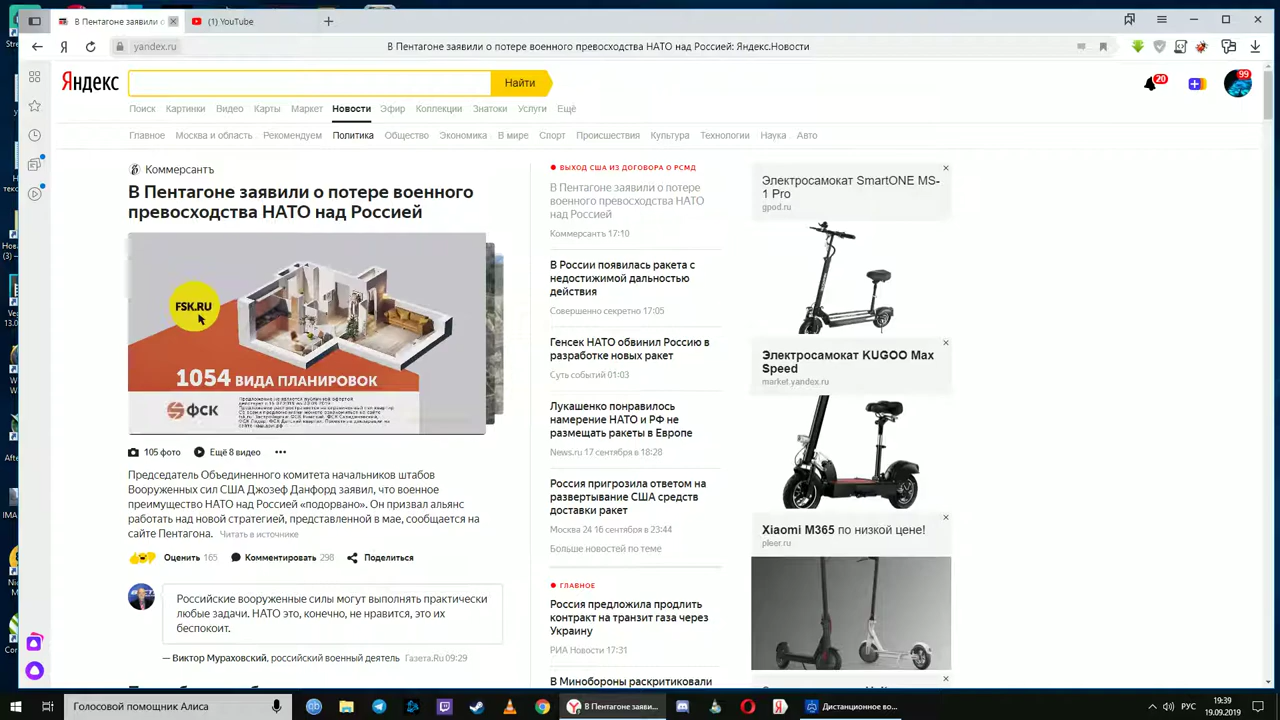 В Пентагоне заявили о
(1) YouTube
yandex.ru
В Пентагоне заявили о потере военного превосходства НАТО над Россией: Яндекс.Новости
Яндекс
Найти
20
99
Поиск Картинки Видео Карты Маркет Новости Эфир Коллекции Знатоки Услуги Ещё
Главное Москва и область Рекомендуем Политика Общество Экономика В мире Спорт Происшествия Культура Технологии Наука Авто
Коммерсантъ
В Пентагоне заявили о потере военного
превосходства НАТО над Россией
FSK.RU
1054 ВИДА ПЛАНИРОВОК
ФСК
105 фото Ещё 8 видео •••
Председатель Объединенного комитета начальников штабов
Вооруженных сил США Джозеф Данфорд заявил, что военное
преимущество НАТО над Россией «подорвано». Он призвал альянс
работать над новой стратегией, представленной в мае, сообщается на
сайте Пентагона. Читать в источнике
Оценить 165 Комментировать 298 Поделиться
Российские вооруженные силы могут выполнять практически
любые задачи. НАТО это, конечно, не нравится, это их
беспокоит.
— Виктор Мураховский, российский военный деятель Газета.Ru 09:29
ВЫХОД США ИЗ ДОГОВОРА О РСМД
В Пентагоне заявили о потере
военного превосходства НАТО
над Россией
Коммерсантъ 17:10
В России появилась ракета с
недостижимой дальностью
действия
Совершенно секретно 17:05
Генсек НАТО обвинил Россию в
разработке новых ракет
Суть событий 01:03
Лукашенко понравилось
намерение НАТО и РФ не
размещать ракеты в Европе
News.ru 17 сентября в 18:28
Россия пригрозила ответом на
развертывание США средств
доставки ракет
Москва 24 16 сентября в 23:44
Больше новостей по теме
ГЛАВНОЕ
Россия предложила продлить
контракт на транзит газа через
Украину
РИА Новости 17:31
В Минобороны раскритиковали
Электросамокат SmartONE MS-
1 Pro
gpod.ru
Электросамокат KUGOO Max
Speed
market.yandex.ru
Xiaomi M365 по низкой цене!
pleer.ru
Голосовой помощник Алиса
В Пентагоне заяви...
Дистанционное во...
РУС
19:39
19.09.2019